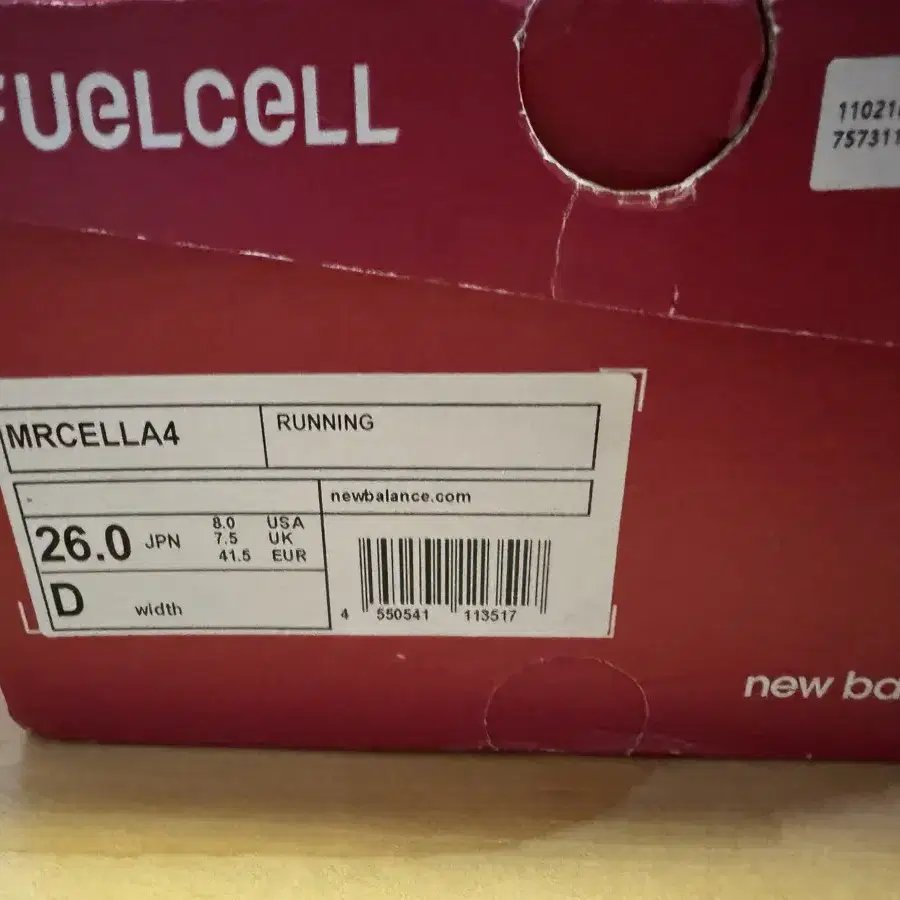 FUELCELL
11021
757311
MRCELLA4
RUNNING
-
newbalance.com
26.0 JPN
8.0 USA
7.5 UK
41.5 EUR
D width
4 550541 113517
new ba